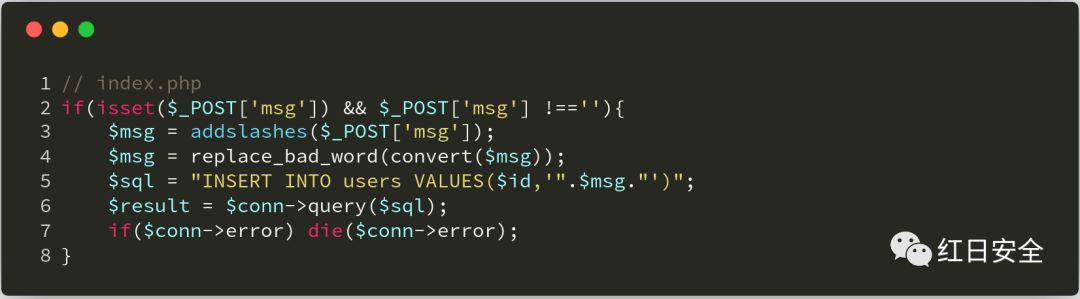 1 // index.php
2 if(isset($_POST['msg']) && $_POST['msg'] !==''){
3     $msg = addslashes($_POST['msg']);
4     $msg = replace_bad_word(convert($msg));
5     $sql = "INSERT INTO users VALUES($id,'".$msg."')";
6     $result = $conn->query($sql);
7     if($conn->error) die($conn->error);
8 }
红日安全